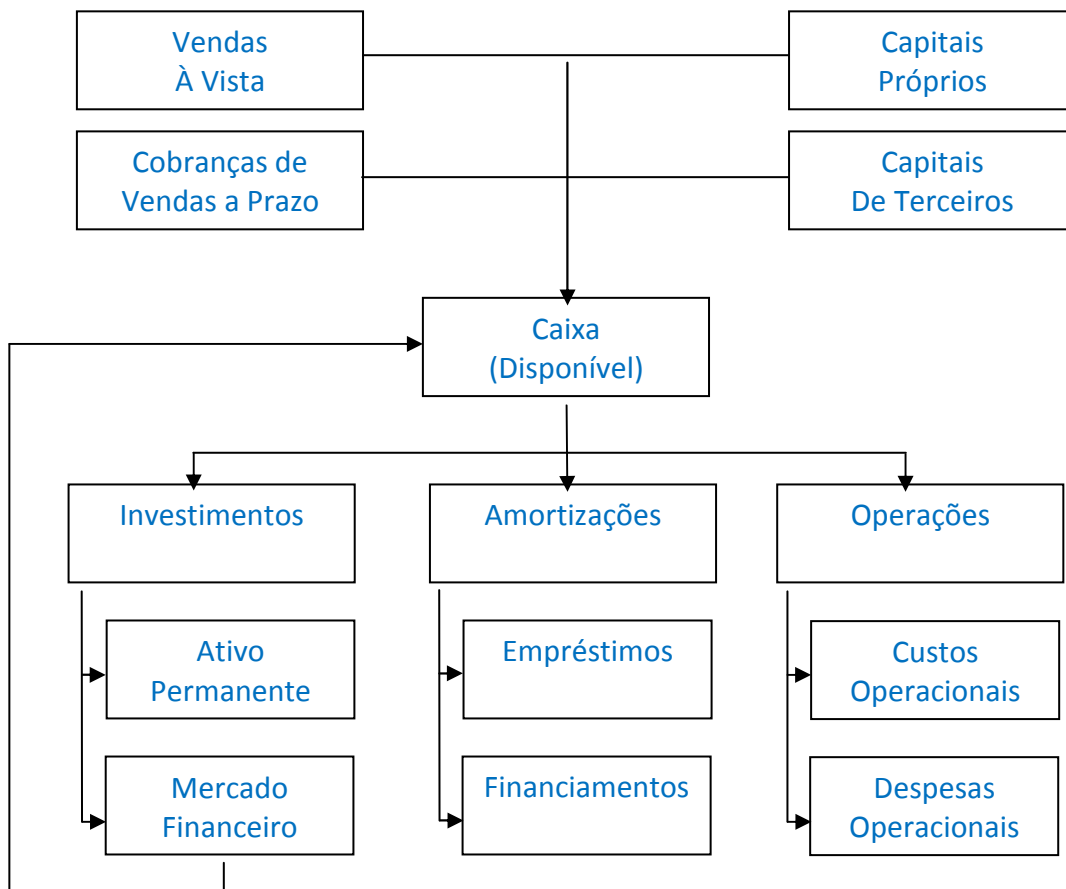 Vendas
À Vista
Capitais
Próprios
Cobranças de
Vendas a Prazo
Capitais
De Terceiros
Caixa
(Disponível)
Investimentos
Amortizações
Operações
Ativo
Permanente
Empréstimos
Custos
Operacionais
Mercado
Financeiro
Financiamentos
Despesas
Operacionais